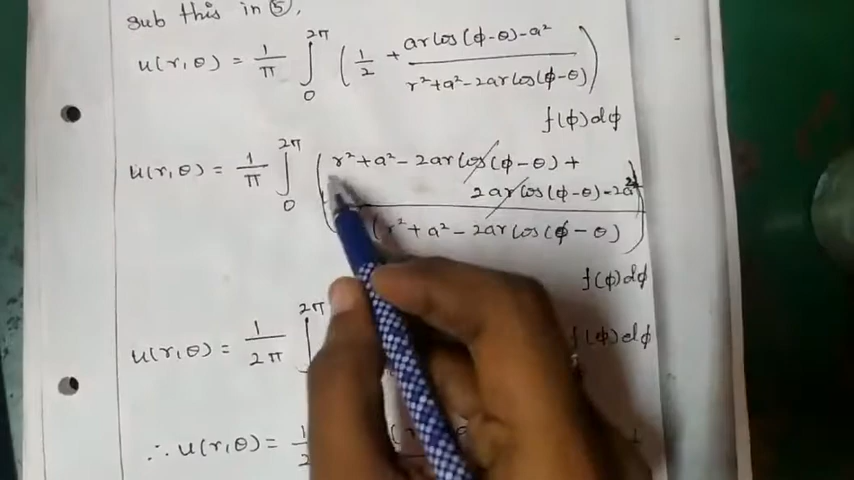 sub this in ⑤,
u(r,θ) = 1/π ∫₀^2π (1/2 + (ar cos(ϕ-θ) - a²)/(r² + a² - 2ar cos(ϕ-θ)))
f(ϕ)dϕ
u(r,θ) = 1/π ∫₀^2π (r² + a² - 2ar cos(ϕ-θ) +
2ar cos(ϕ-θ) - 2a²
(r² + a² - 2ar cos(ϕ-θ))
f(ϕ)dϕ
u(r,θ) = 1/2π ∫ ^2π f(ϕ)dϕ
∴ u(r,θ) =